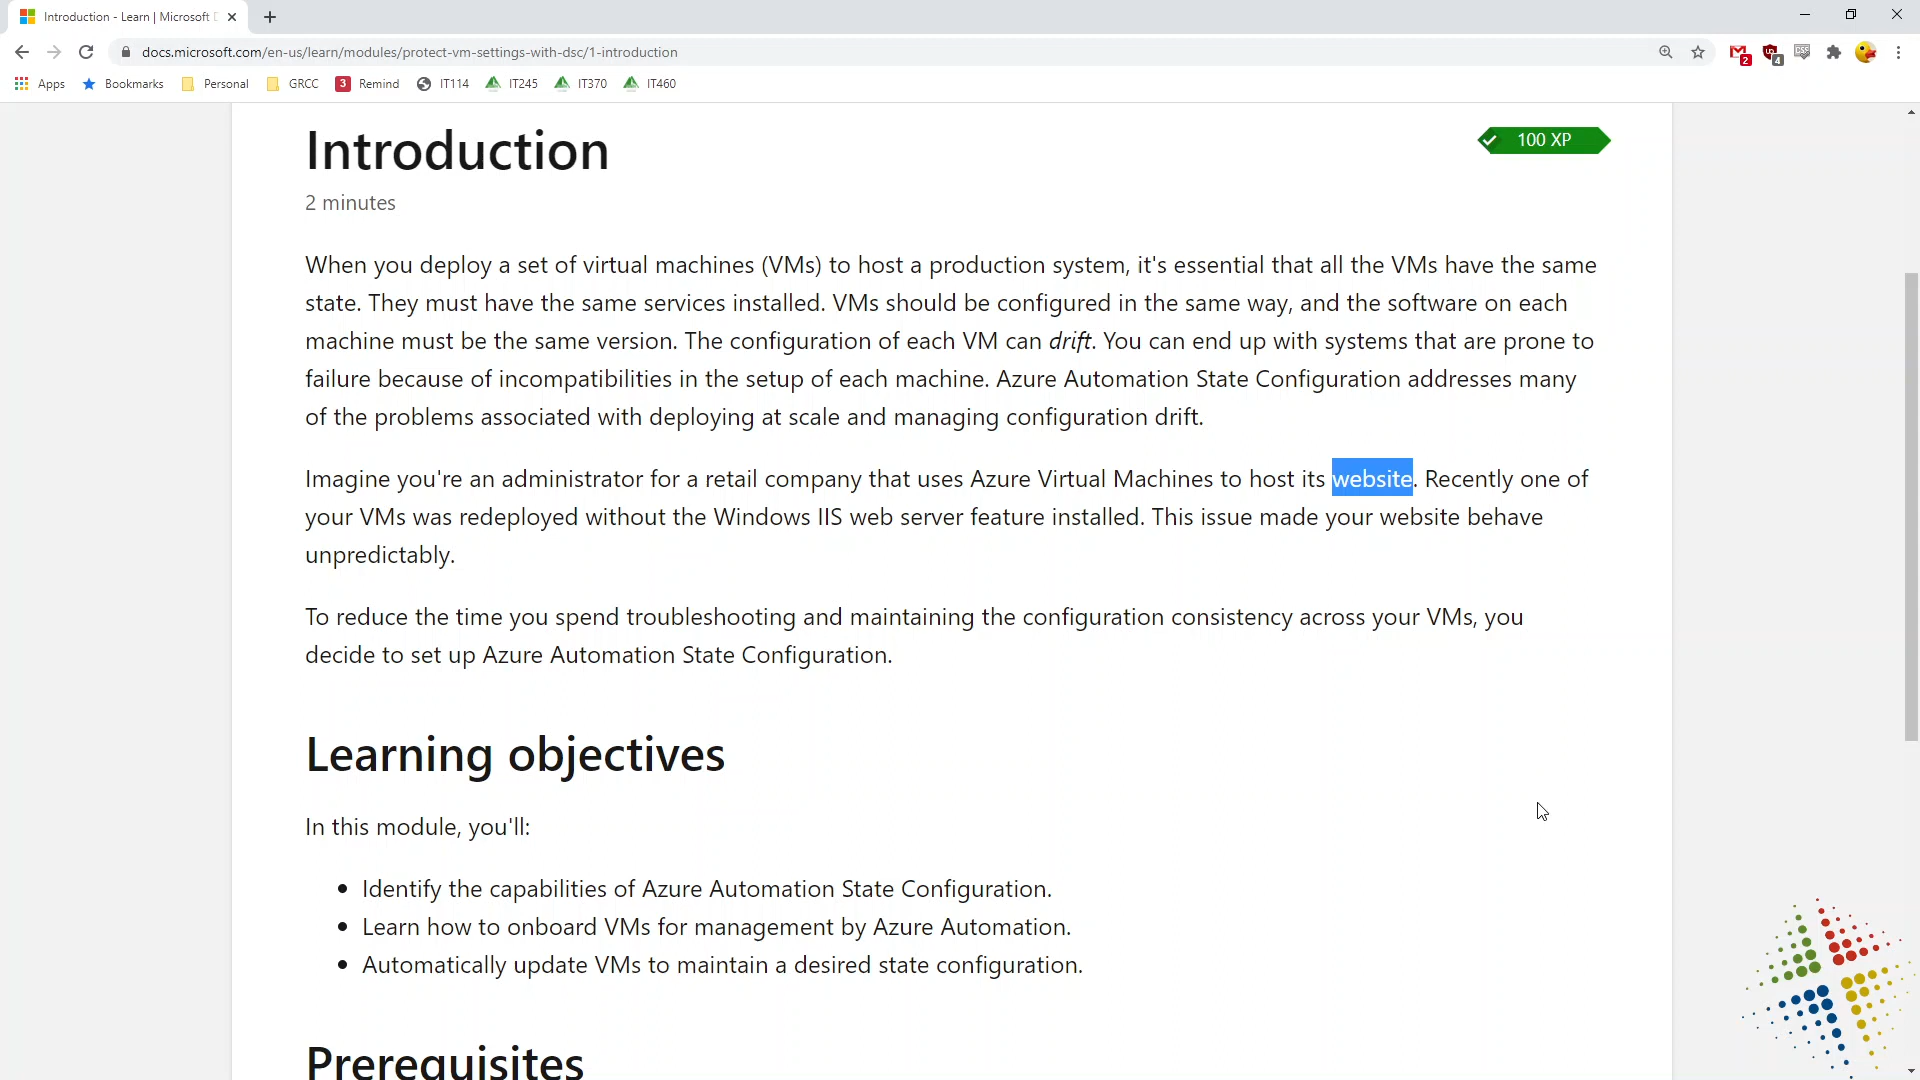 Introduction - Learn | Microsoft
docs.microsoft.com/en-us/learn/modules/protect-vm-settings-with-dsc/1-introduction
2
4
CSS
Apps
Bookmarks
Personal
GRCC
3 Remind
IT114
IT245
IT370
IT460
Introduction
100 XP
2 minutes
When you deploy a set of virtual machines (VMs) to host a production system, it's essential that all the VMs have the same
state. They must have the same services installed. VMs should be configured in the same way, and the software on each
machine must be the same version. The configuration of each VM can drift. You can end up with systems that are prone to
failure because of incompatibilities in the setup of each machine. Azure Automation State Configuration addresses many
of the problems associated with deploying at scale and managing configuration drift.
Imagine you're an administrator for a retail company that uses Azure Virtual Machines to host its website. Recently one of
your VMs was redeployed without the Windows IIS web server feature installed. This issue made your website behave
unpredictably.
To reduce the time you spend troubleshooting and maintaining the configuration consistency across your VMs, you
decide to set up Azure Automation State Configuration.
Learning objectives
In this module, you'll:
• Identify the capabilities of Azure Automation State Configuration.
• Learn how to onboard VMs for management by Azure Automation.
• Automatically update VMs to maintain a desired state configuration.
Prerequisites